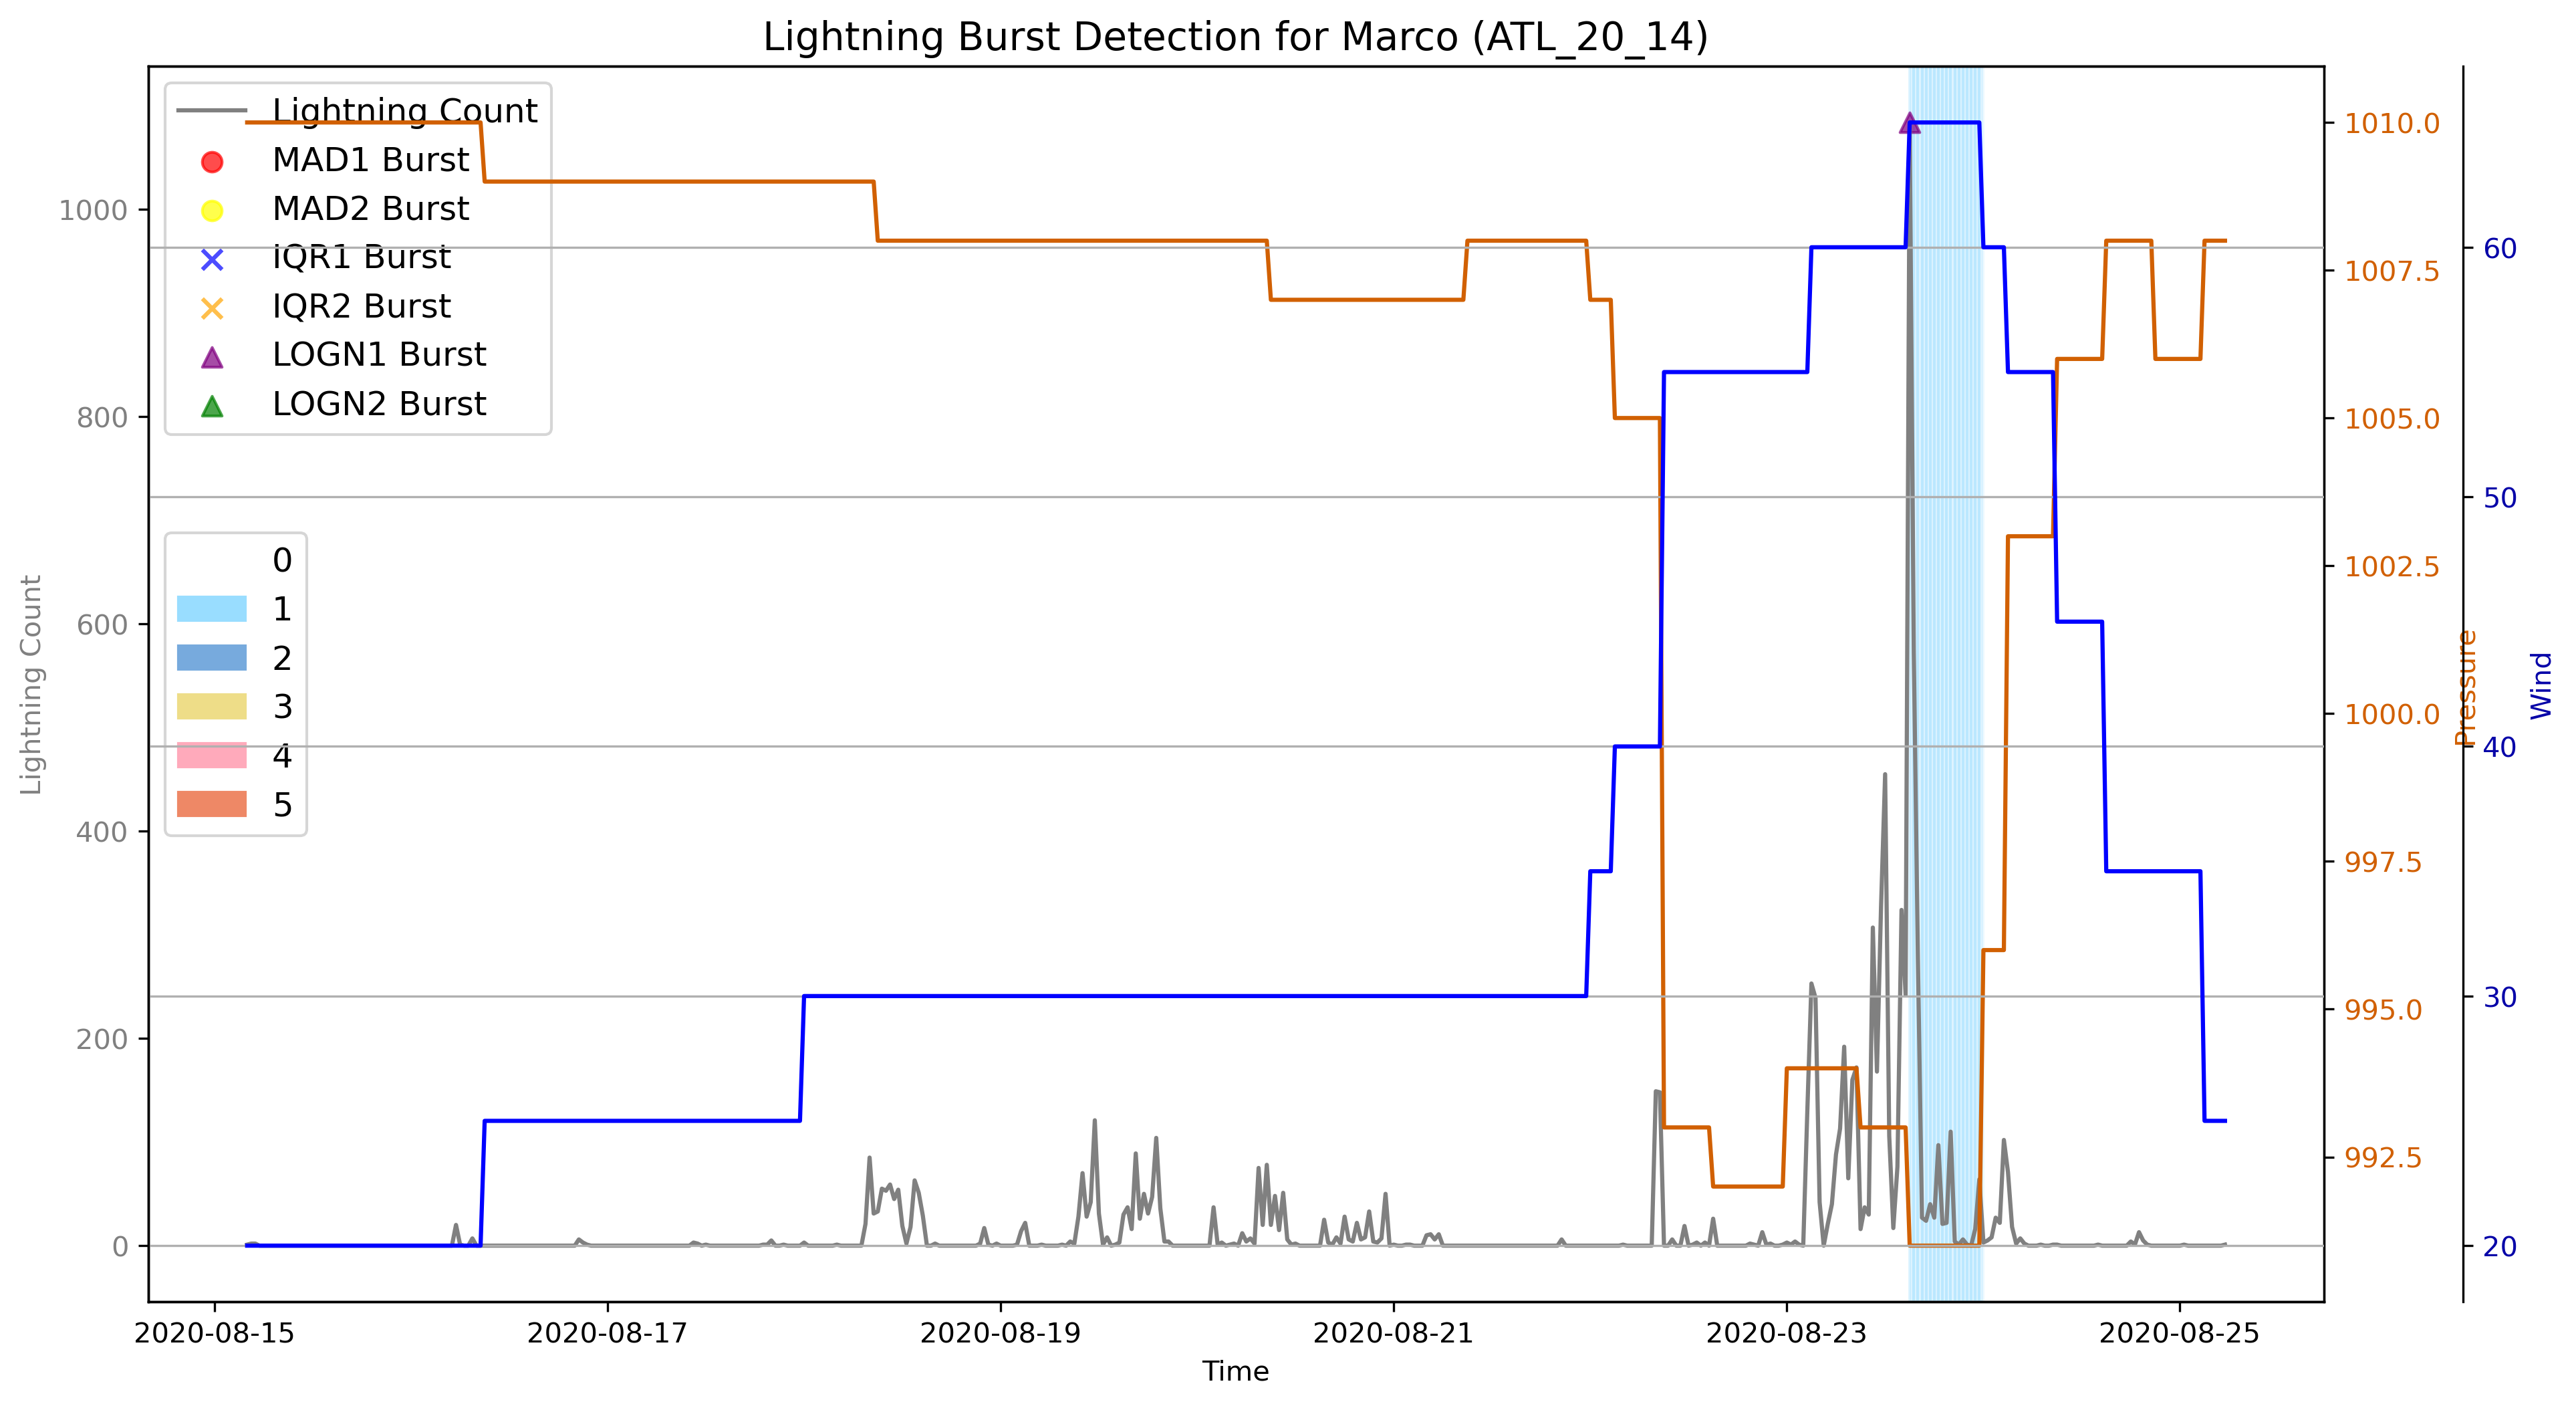 Lightning Burst Detection for Marco (ATL_20_14)
Lightning Count
MAD1 Burst
MAD2 Burst
IQR1 Burst
IQR2 Burst
LOGN1 Burst
LOGN2 Burst
0
1
2
3
4
5
1000
800
600
400
200
0
Lightning Count
1010.0
1007.5
1005.0
1002.5
1000.0
997.5
995.0
992.5
Pressure
60
50
40
30
20
Wind
2020-08-15
2020-08-17
2020-08-19
2020-08-21
2020-08-23
2020-08-25
Time